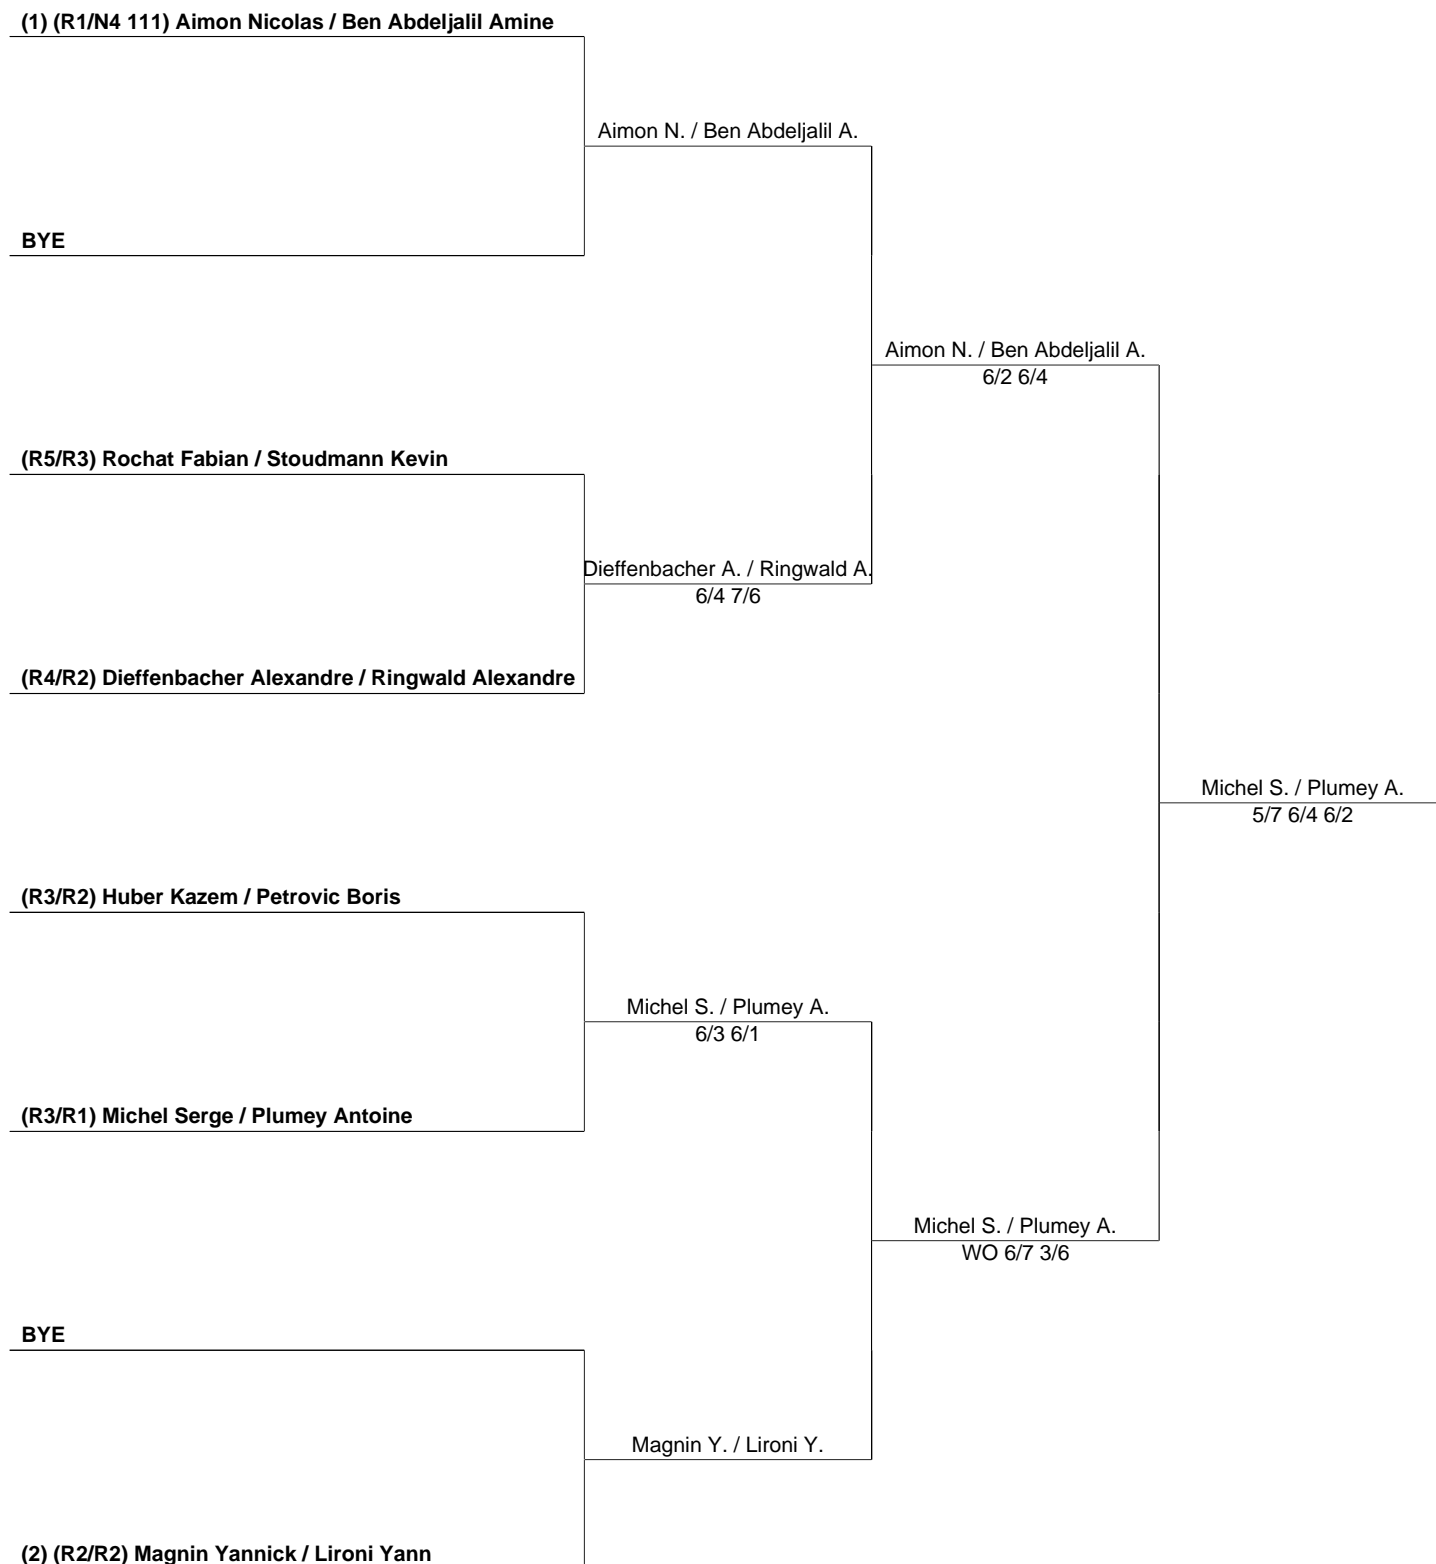 (1) (R1/N4 111) Aimon Nicolas / Ben Abdeljalil Amine
Aimon N. / Ben Abdeljalil A.
BYE
Aimon N. / Ben Abdeljalil A.
6/2 6/4
(R5/R3) Rochat Fabian / Stoudmann Kevin
Dieffenbacher A. / Ringwald A.
6/4 7/6
(R4/R2) Dieffenbacher Alexandre / Ringwald Alexandre
Michel S. / Plumey A.
5/7 6/4 6/2
(R3/R2) Huber Kazem / Petrovic Boris
Michel S. / Plumey A.
6/3 6/1
(R3/R1) Michel Serge / Plumey Antoine
Michel S. / Plumey A.
WO 6/7 3/6
BYE
Magnin Y. / Lironi Y.
(2) (R2/R2) Magnin Yannick / Lironi Yann